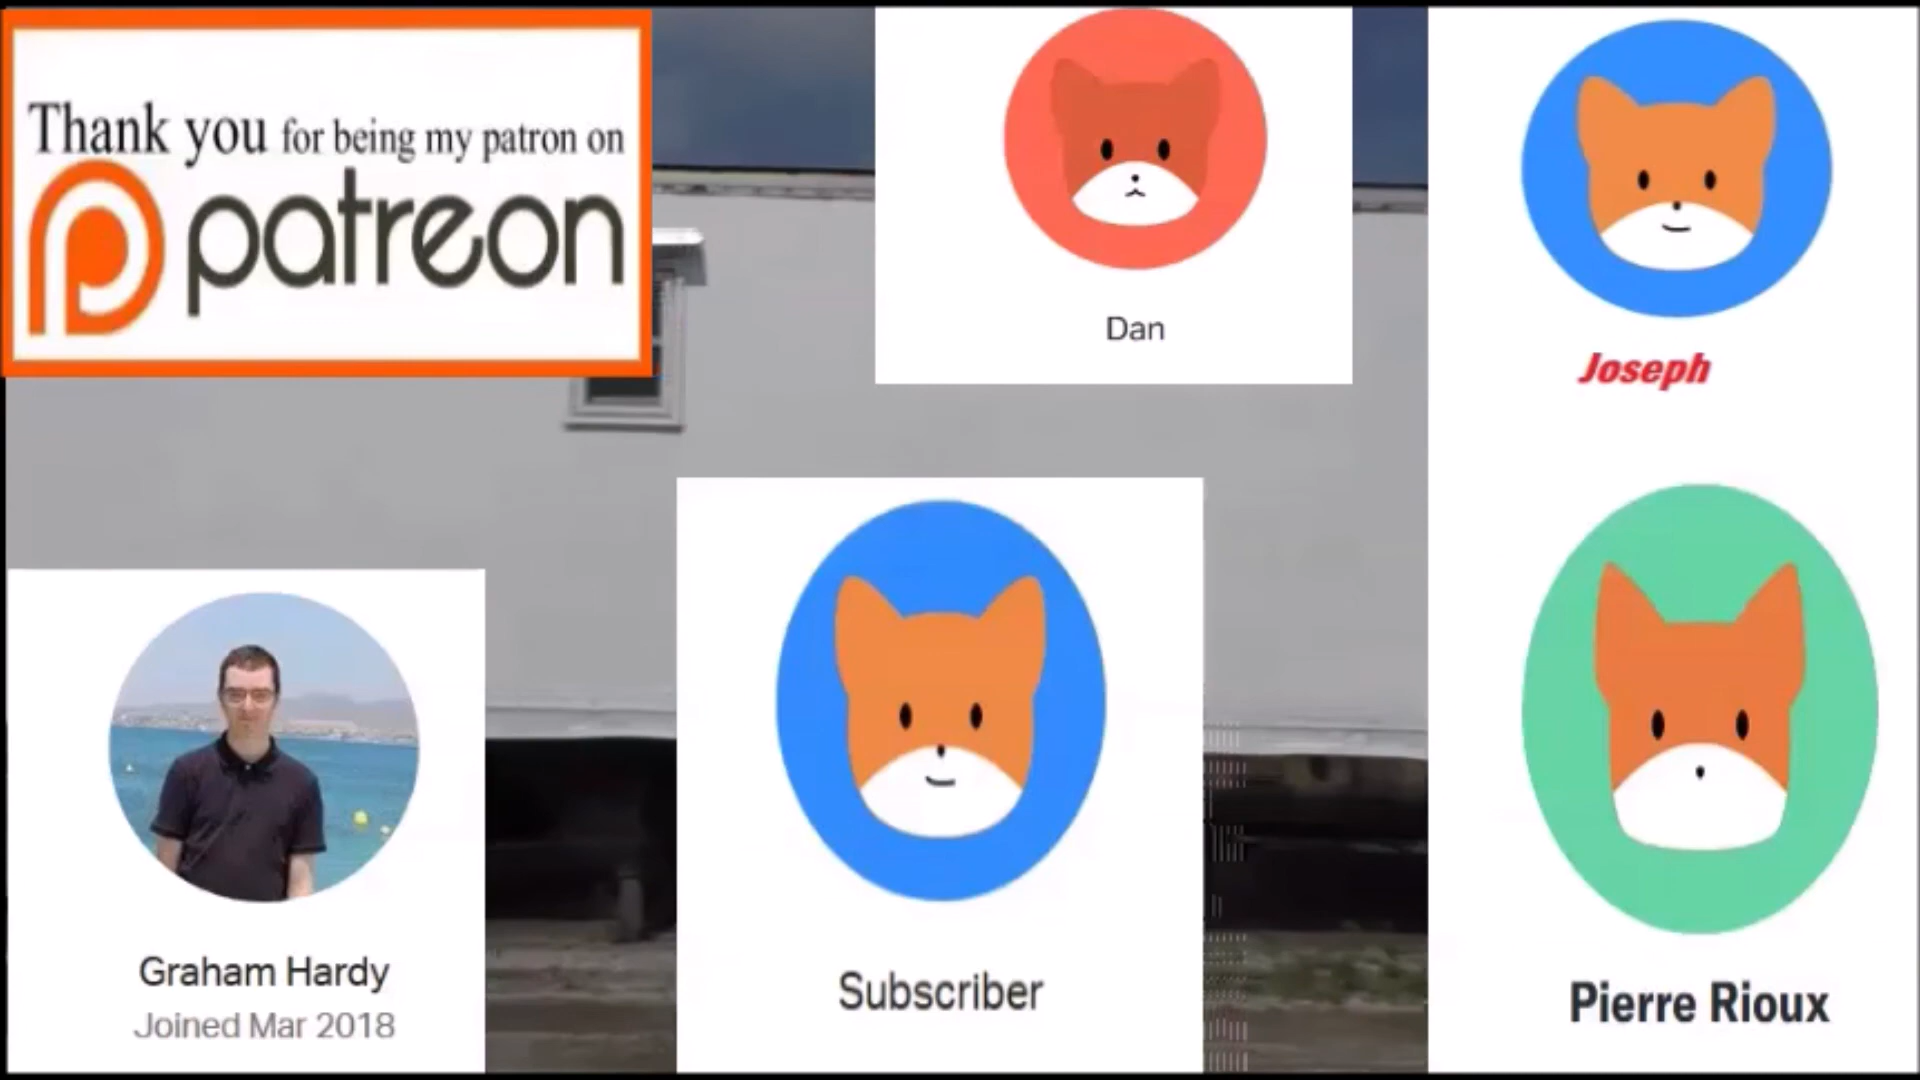 Thank you for being my patron on
patreon
Dan
Joseph
Graham Hardy
Joined Mar 2018
Subscriber
Pierre Rioux